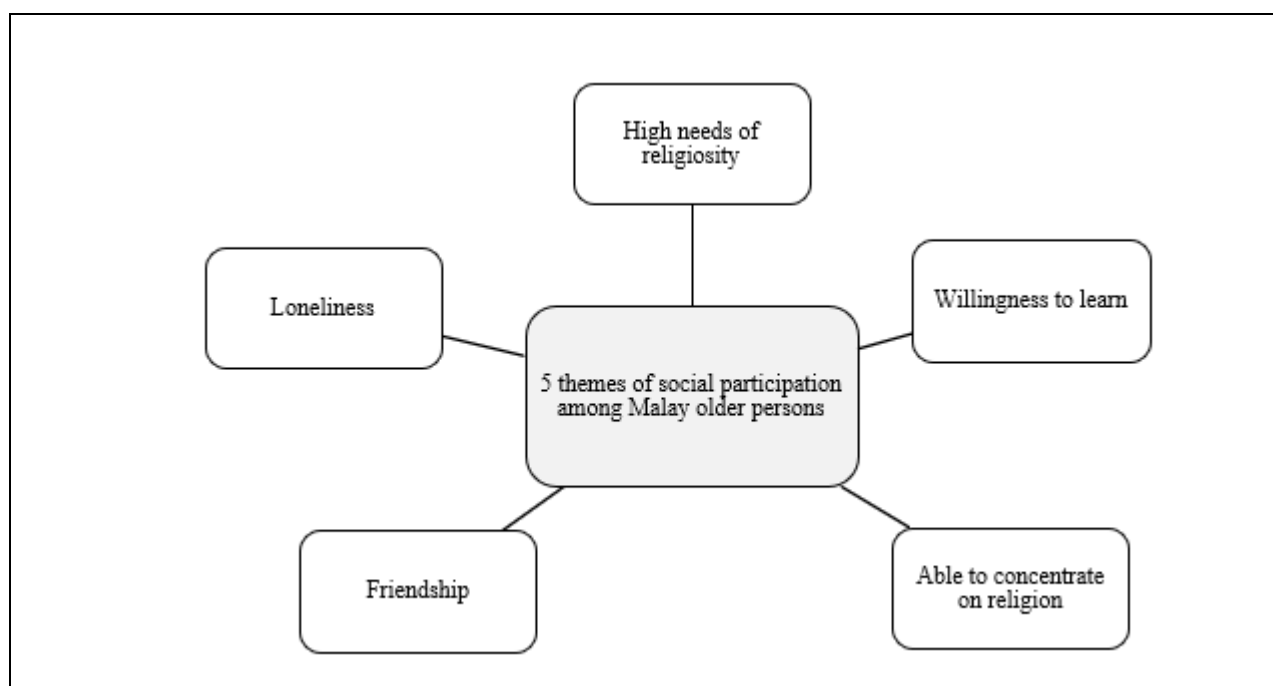 High needs of
religiosity
Loneliness
Willingness to learn
5 themes of social participation
among Malay older persons
Friendship
Able to concentrate
on religion